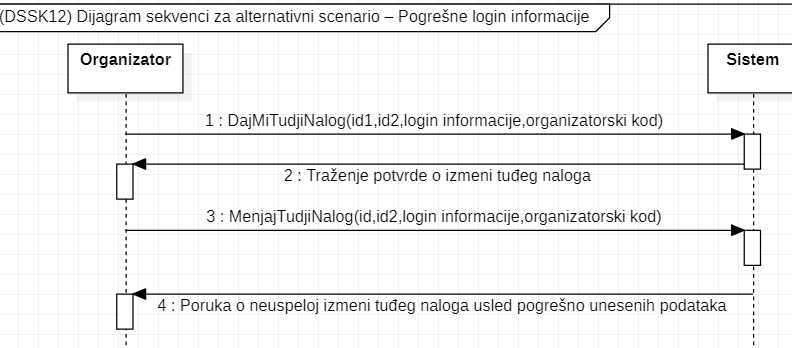 (DSSK12) Dijagram sekvenci za alternativni scenario – Pogrešne login informacije
Organizator
Sistem
1 : DajMiTudjiNalog(id1,id2,login informacije,organizatorski kod)
2 : Traženje potvrde o izmeni tuđeg naloga
3 : MenjajTudjiNalog(id,id2,login informacije,organizatorski kod)
4 : Poruka o neuspeloj izmeni tuđeg naloga usled pogrešno unesenih podataka